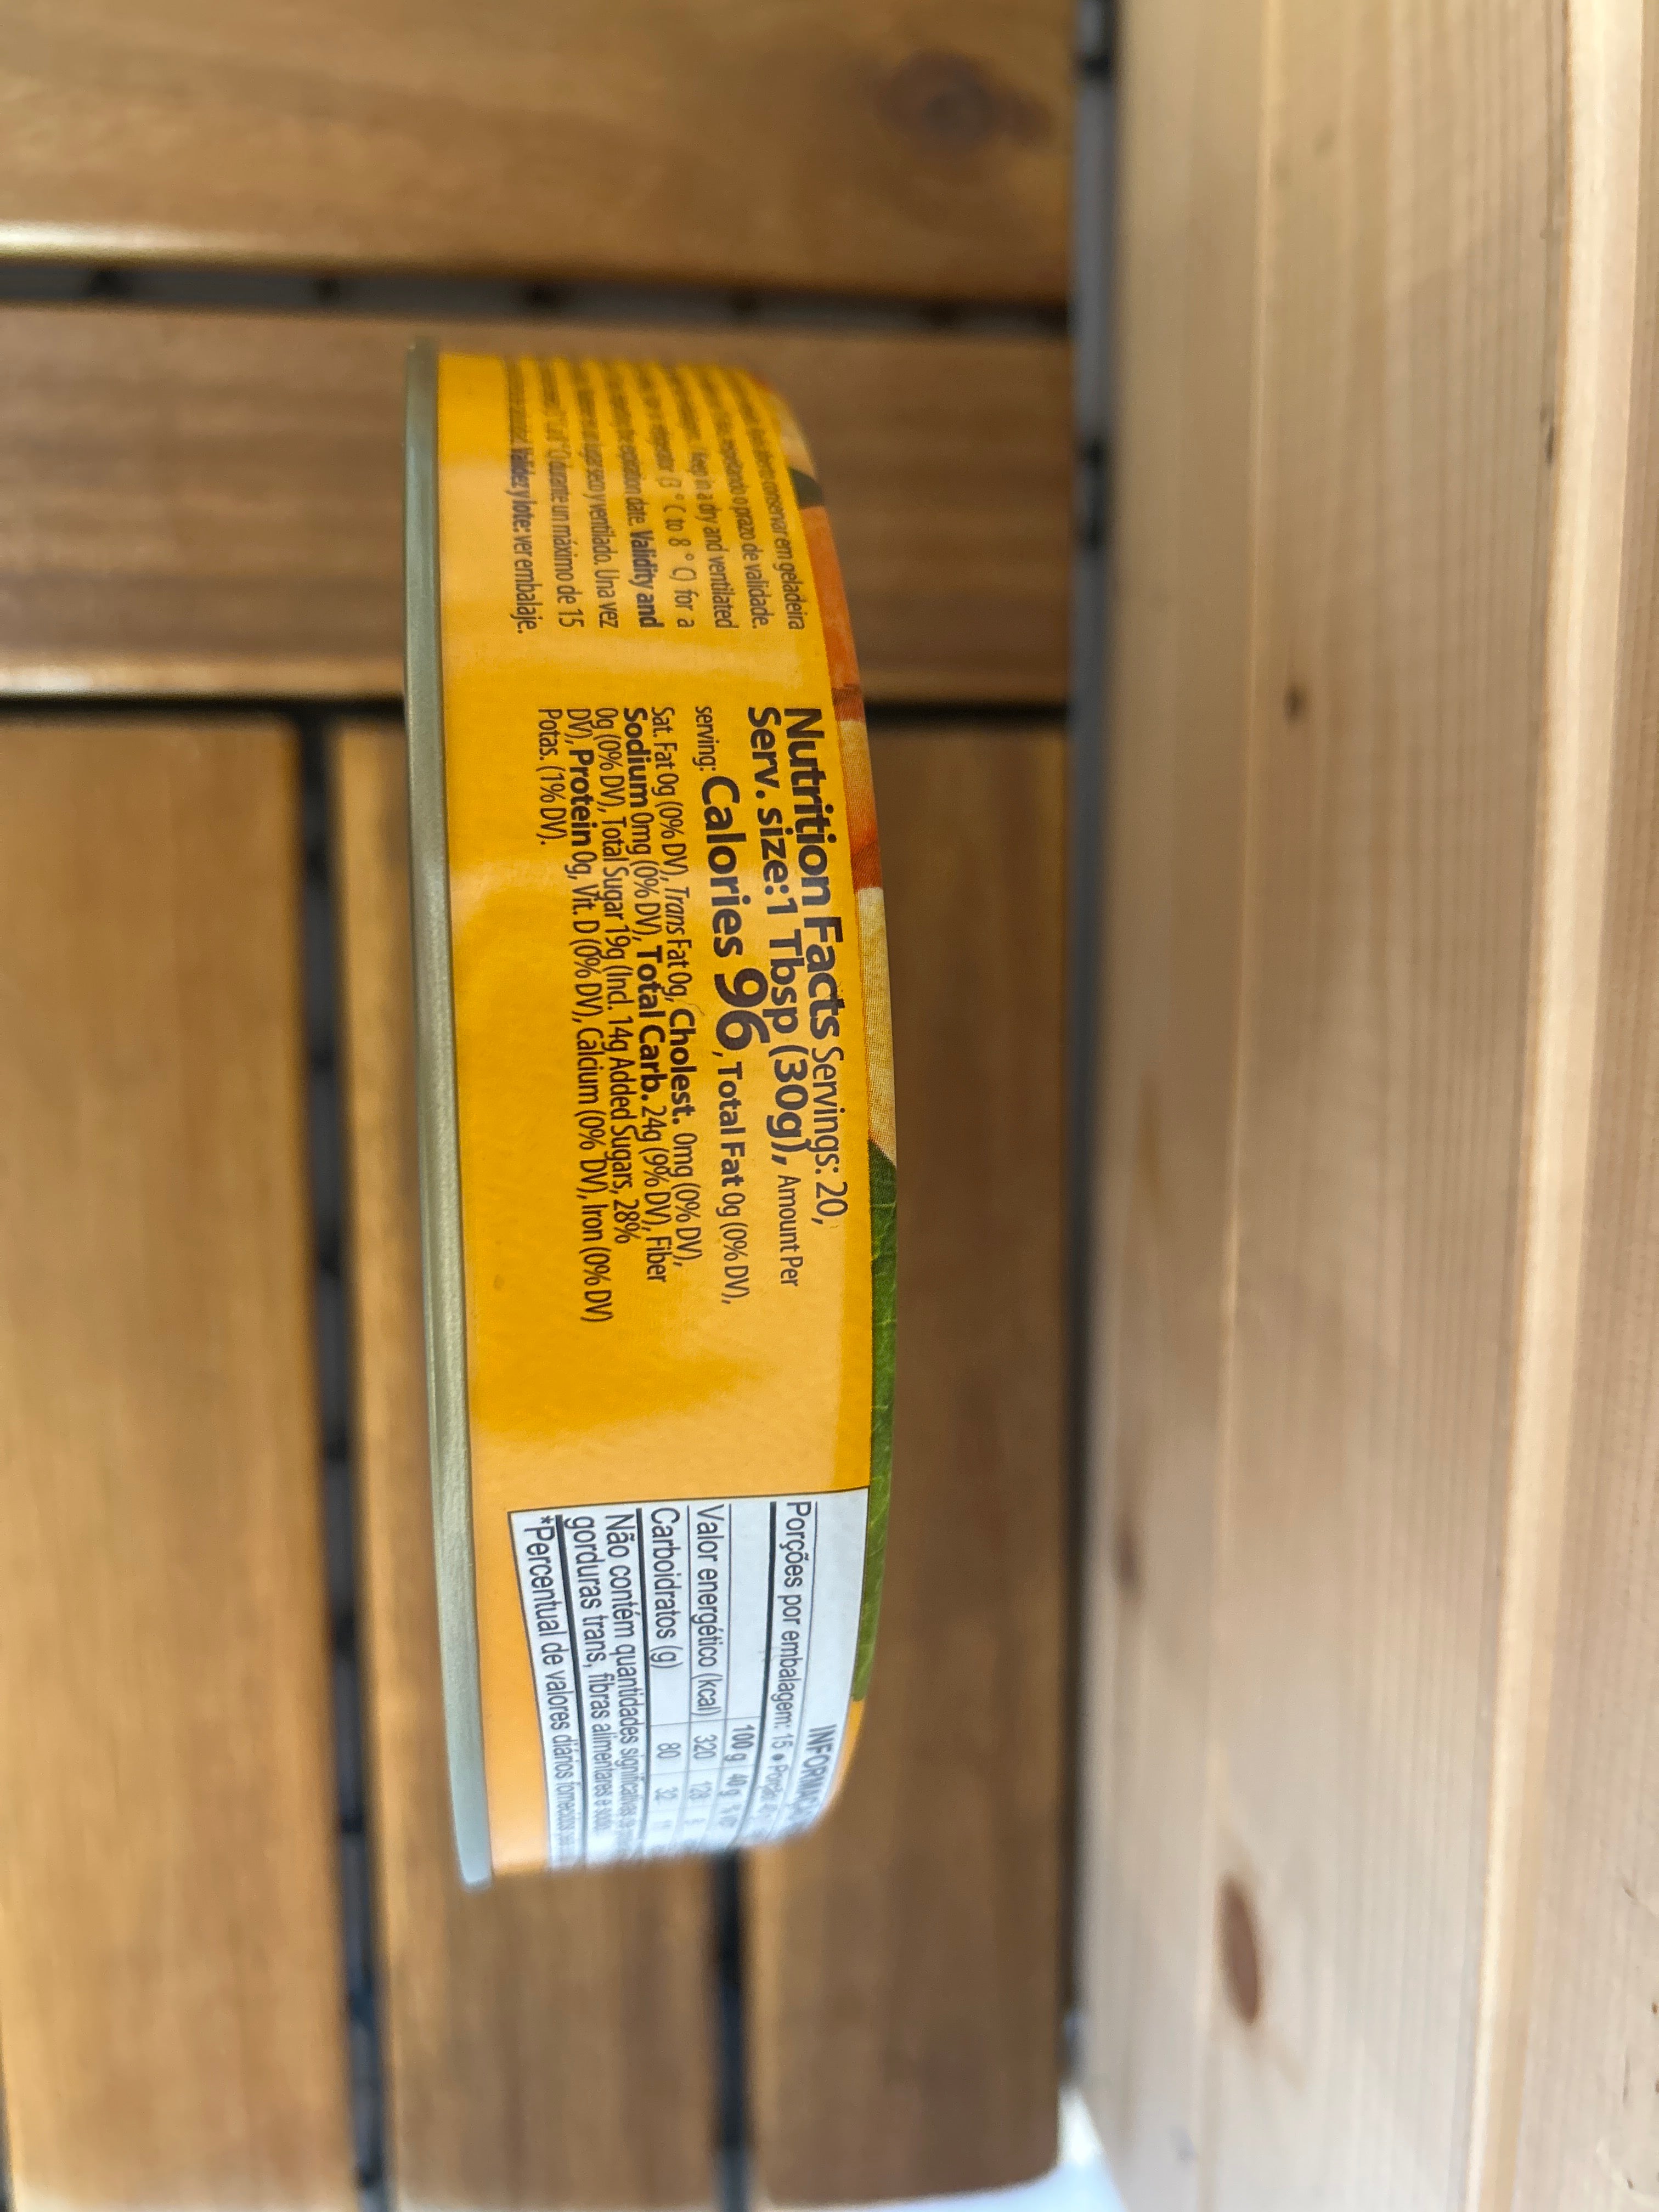 conservar em geladeira
respeitando o prazo de validade.
Keep in a dry and ventilated
(3 ° C to 8 ° C) for a
expiration date. Validity and
lugar seco y ventilado. Una vez
durante un máximo de 15
Validez y lote: ver embalaje.
Nutrition Facts Servings: 20,
Serv. size:1 Tbsp (30g), Amount Per
serving: Calories 96, Total Fat 0g (0% DV),
Sat. Fat 0g (0% DV), Trans Fat 0g, Cholest. 0mg (0% DV),
Sodium 0mg (0% DV), Total Carb. 24g (9% DV), Fiber
0g (0% DV), Total Sugar 19g (Incl. 14g Added Sugars, 28%
DV), Protein 0g, Vit. D (0% DV), Calcium (0% DV), Iron (0% DV)
Potas. (1% DV).
Porções por embalagem: 15 • Porção:
100 g 40 g
Valor energético (kcal) 320 128
Carboidratos (g) 80 32
Não contém quantidades significativas de
gorduras trans, fibras alimentares e
*Percentual de valores diários fornecidos